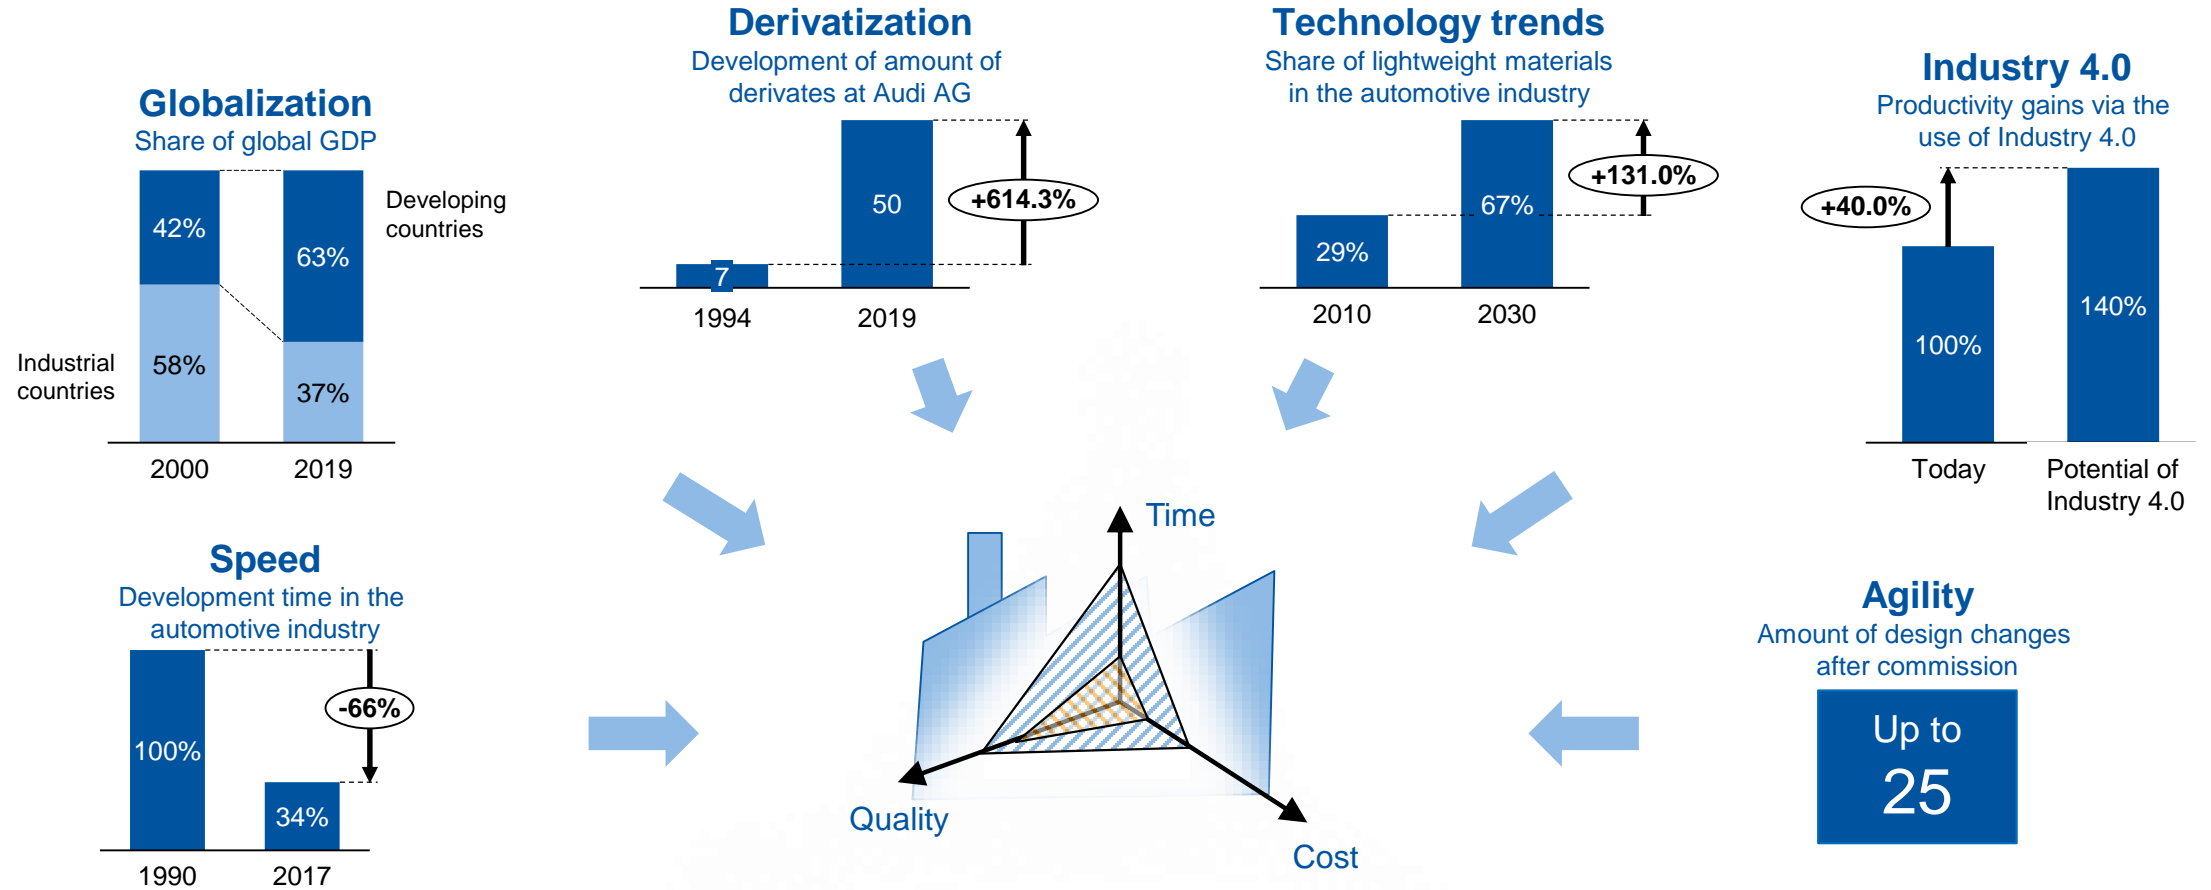 Globalization
Share of global GDP
42%
63%
Developing
countries
Industrial
countries
58%
37%
2000
2019
Derivatization
Development of amount of
derivates at Audi AG
7
50
+614.3%
1994
2019
Technology trends
Share of lightweight materials
in the automotive industry
29%
67%
+131.0%
2010
2030
Industry 4.0
Productivity gains via the
use of Industry 4.0
+40.0%
100%
140%
Today
Potential of
Industry 4.0
Speed
Development time in the
automotive industry
100%
-66%
34%
1990
2017
Time
Quality
Cost
Agility
Amount of design changes
after commission
Up to
25